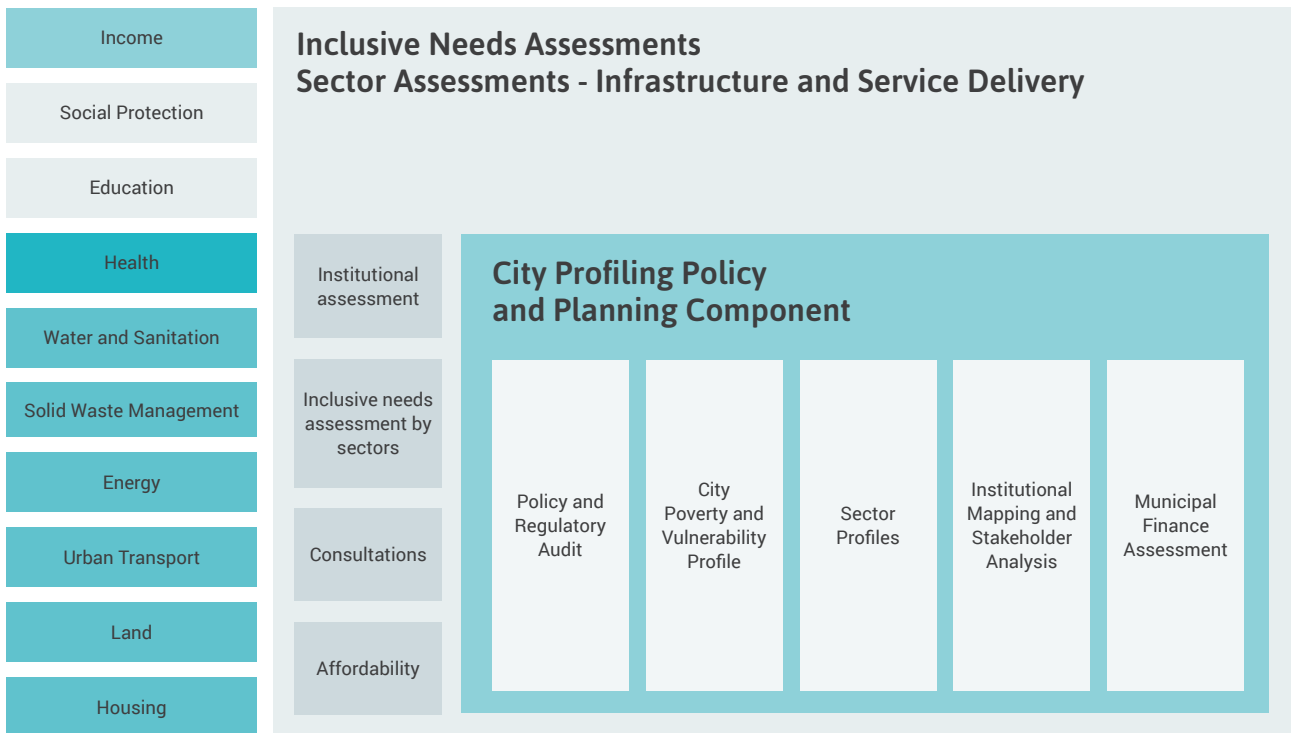 Income
Social Protection
Education
Health
Water and Sanitation
Solid Waste Management
Energy
Urban Transport
Land
Housing
Inclusive Needs Assessments
Sector Assessments - Infrastructure and Service Delivery
Institutional
assessment
Inclusive needs
assessment by
sectors
Consultations
Affordability
City Profiling Policy
and Planning Component
Policy and
Regulatory
Audit
City
Poverty and
Vulnerability
Profile
Sector
Profiles
Institutional
Mapping and
Stakeholder
Analysis
Municipal
Finance
Assessment